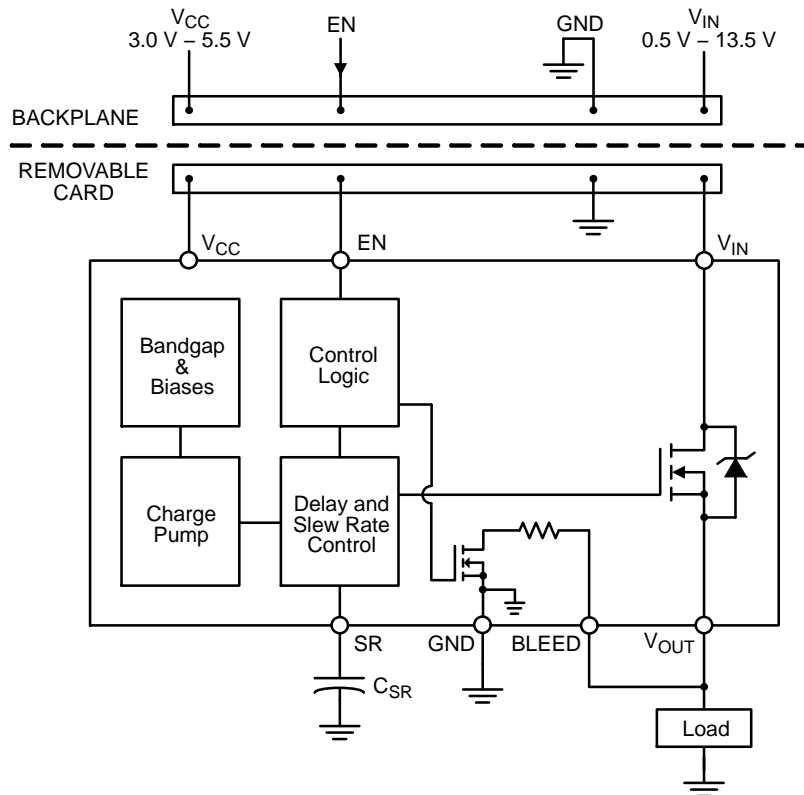 VCC
3.0 V – 5.5 V
EN
GND
VIN
0.5 V – 13.5 V
BACKPLANE
REMOVABLE
CARD
VCC
EN
VIN
Bandgap
&
Biases
Control
Logic
Charge
Pump
Delay and
Slew Rate
Control
SR
GND
BLEED
VOUT
CSR
Load